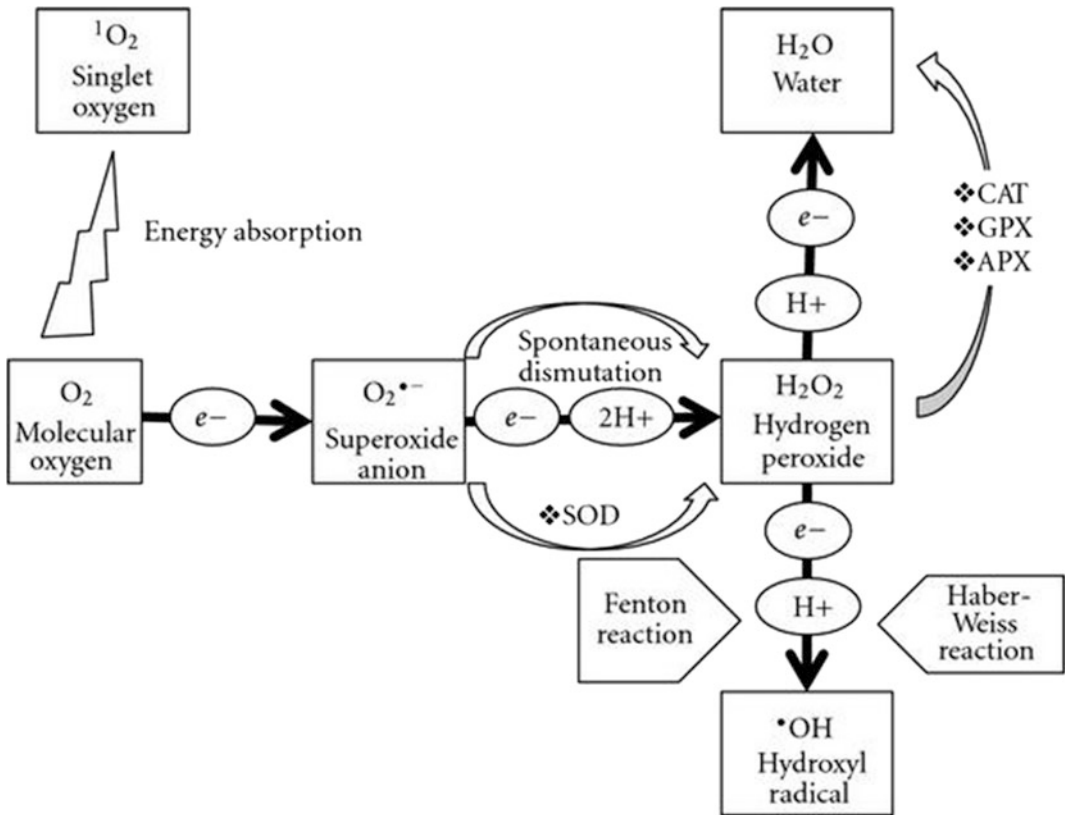 ¹O₂
Singlet
oxygen
Energy absorption
O₂
Molecular
oxygen
e−
O₂•−
Superoxide
anion
Spontaneous
dismutation
e−
2H+
❖SOD
H₂O
Water
e−
H+
❖CAT
❖GPX
❖APX
H₂O₂
Hydrogen
peroxide
e−
H+
Fenton
reaction
Haber-
Weiss
reaction
•OH
Hydroxyl
radical